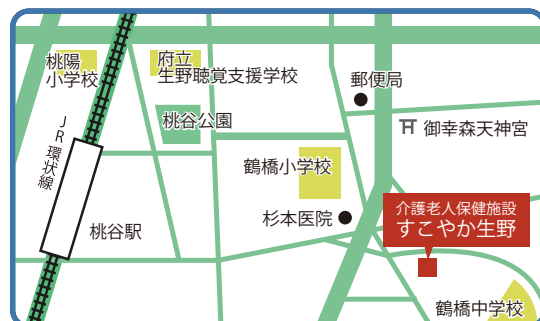 桃陽
小学校
府立
生野聴覚支援学校
郵便局
桃谷公園
御幸森天神宮
JR環状線
鶴橋小学校
介護老人保健施設
すこやか生野
杉本医院
桃谷駅
鶴橋中学校